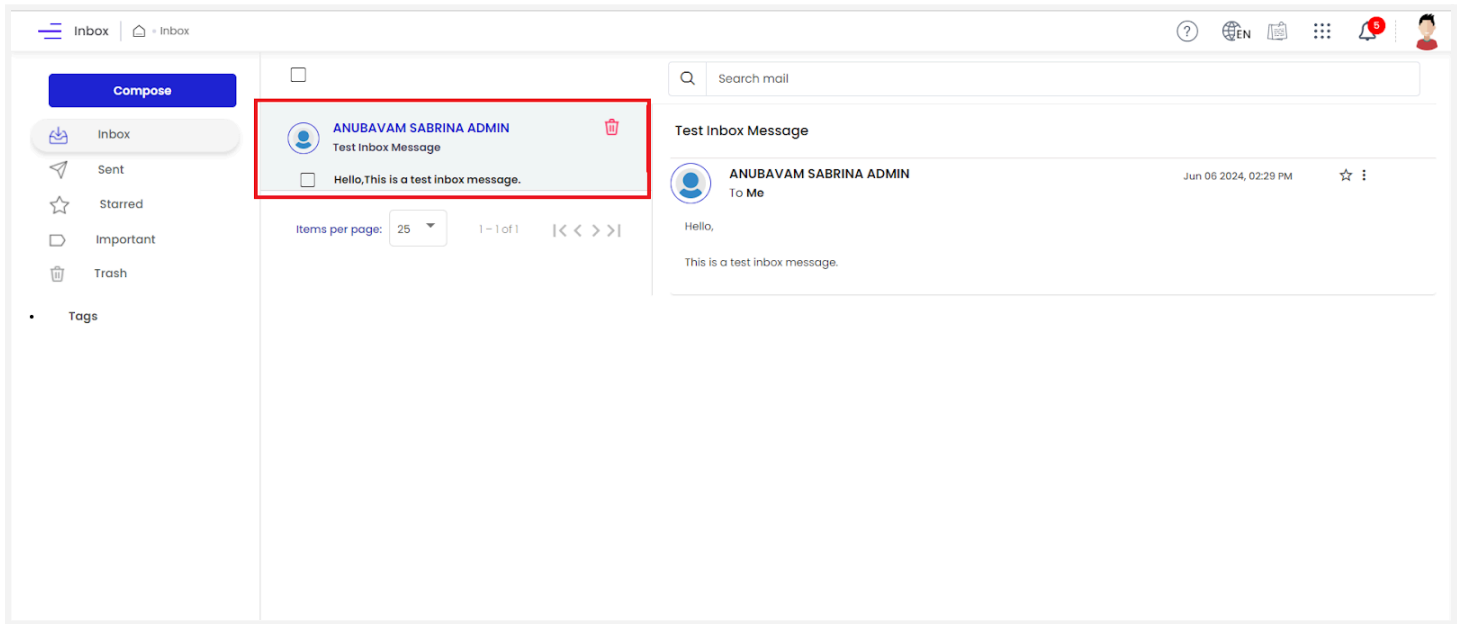 Inbox
Inbox
EN
5
Compose
Inbox
Sent
Starred
Important
Trash
Tags
ANUBAVAM SABRINA ADMIN
Test Inbox Message
Hello,This is a test inbox message.
Items per page: 25
1 – 1 of 1
Search mail
Test Inbox Message
ANUBAVAM SABRINA ADMIN
Jun 06 2024, 02:29 PM
To Me
Hello,
This is a test inbox message.